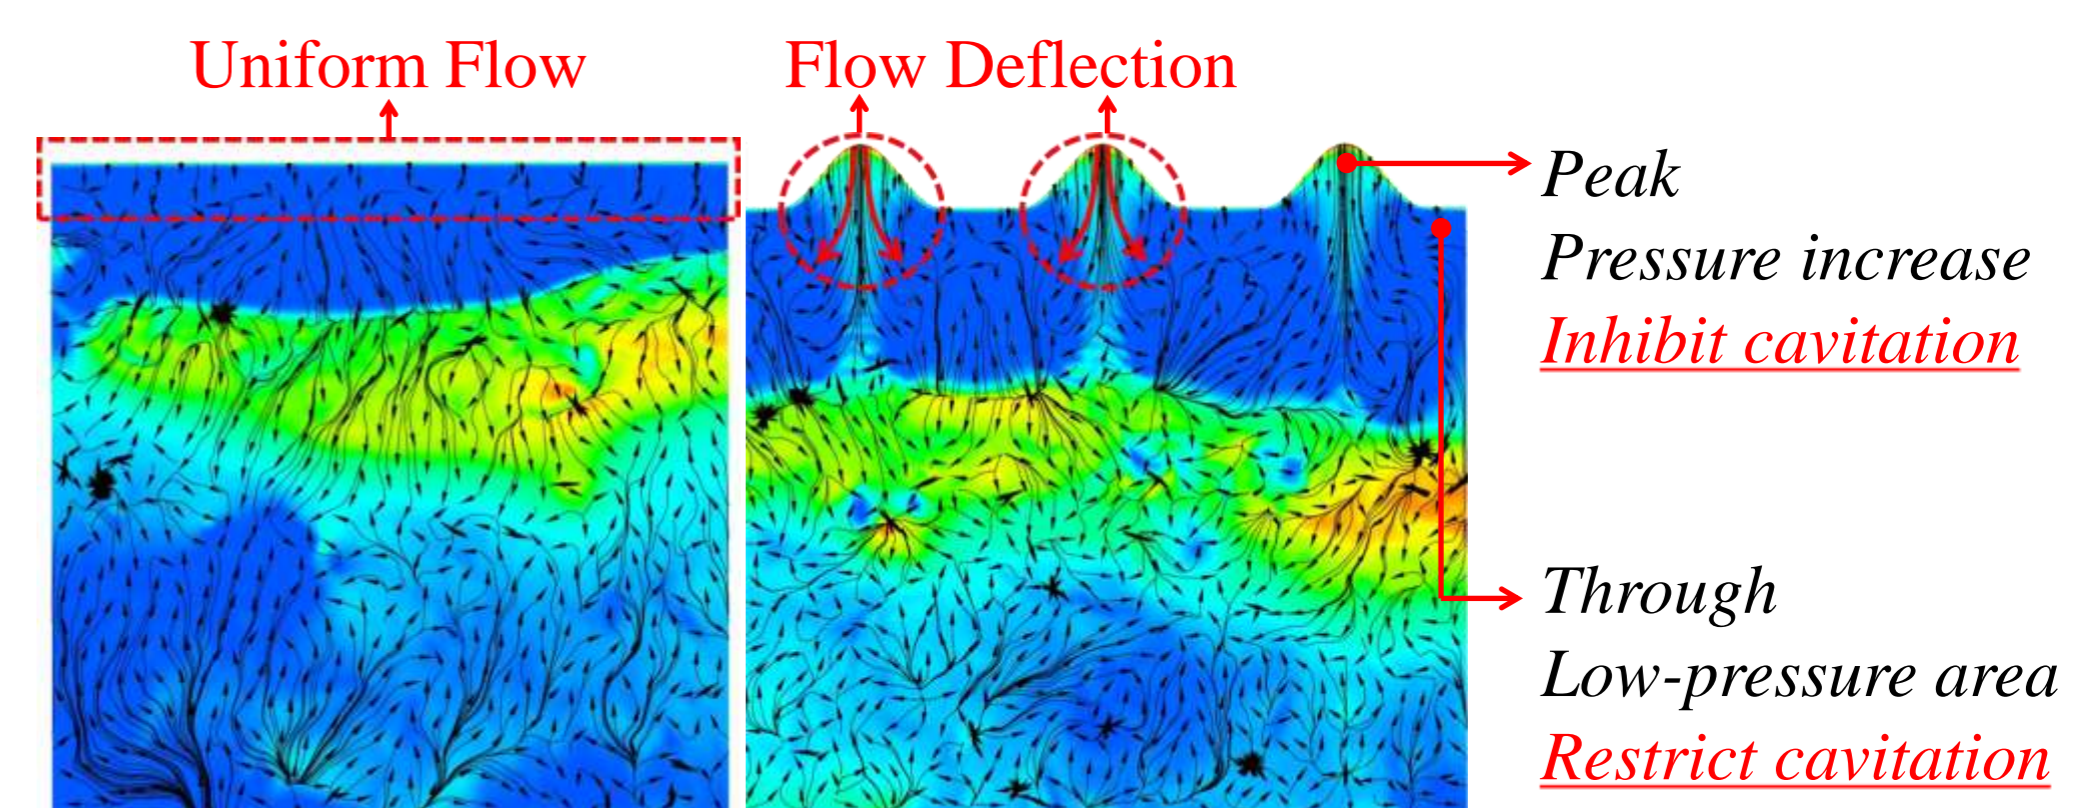 Uniform Flow
Flow Deflection
Peak
Pressure increase
Inhibit cavitation
Through
Low-pressure area
Restrict cavitation